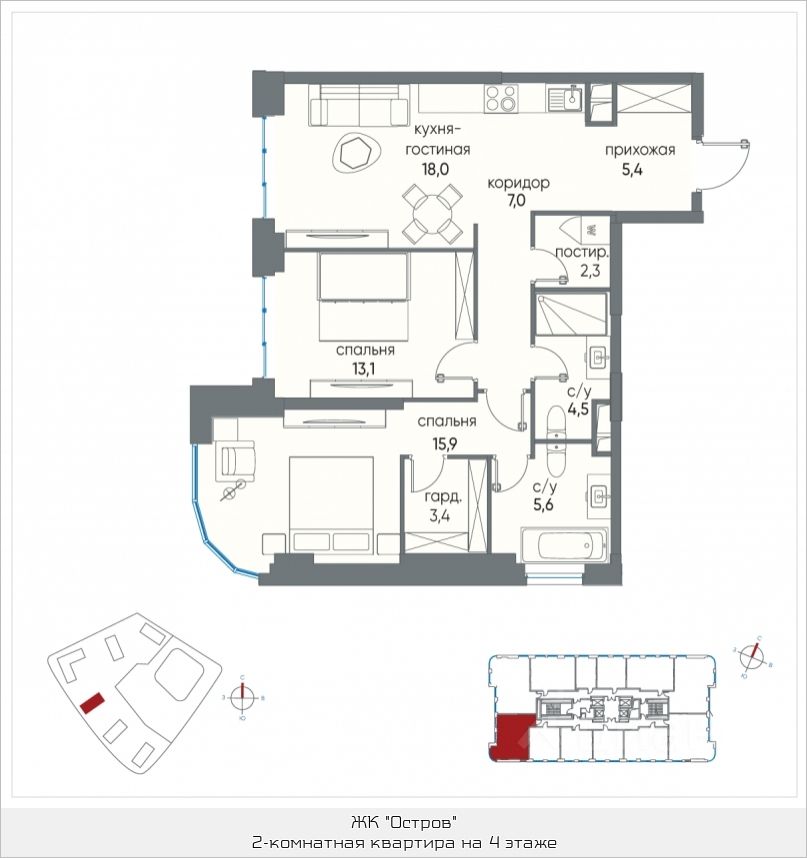 кухня-
гостиная
18,0
прихожая
5,4
коридор
7,0
постир.
2,3
спальня
13,1
с/у
4,5
спальня
15,9
гард.
3,4
с/у
5,6
С
З В
Ю
С
З В
Ю
ЖК "Остров"
2-комнатная квартира на 4 этаже